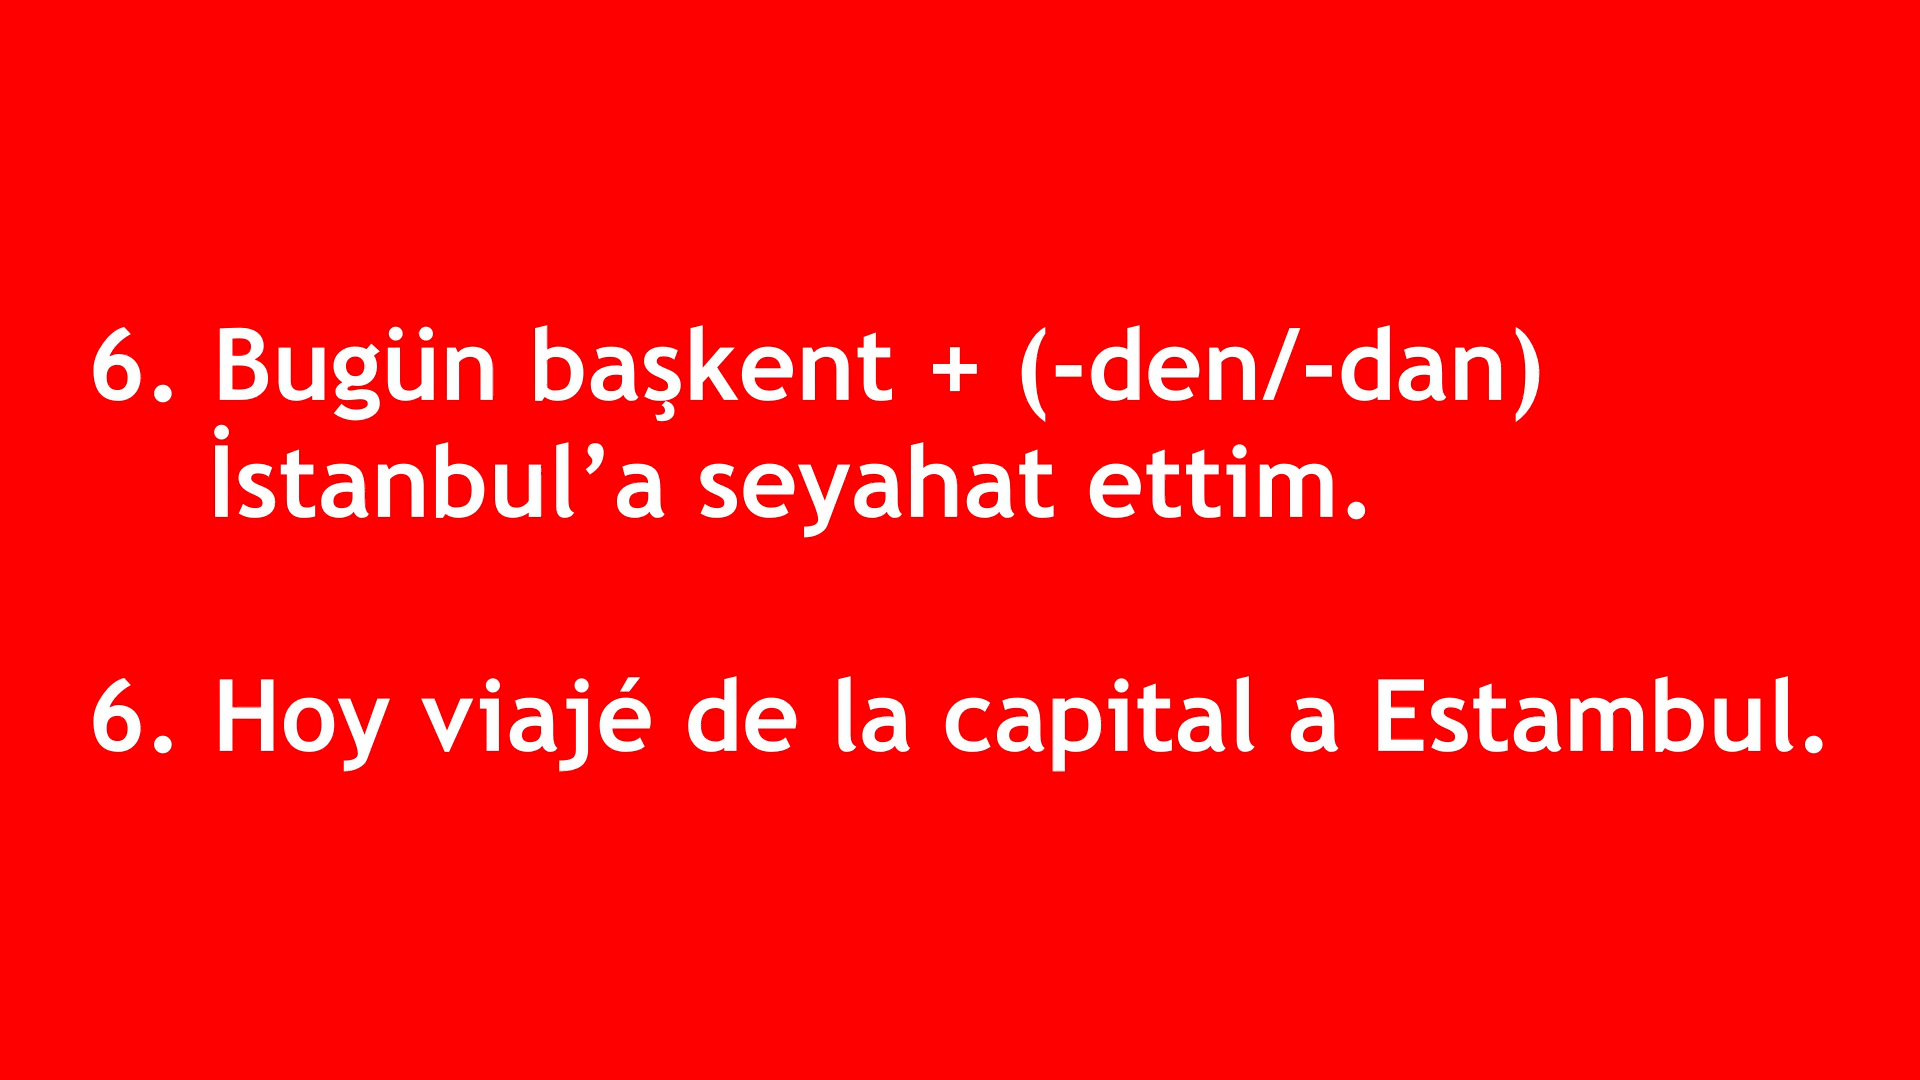 6. Bugün başkent + (-den/-dan)
İstanbul’a seyahat ettim.
6. Hoy viajé de la capital a Estambul.